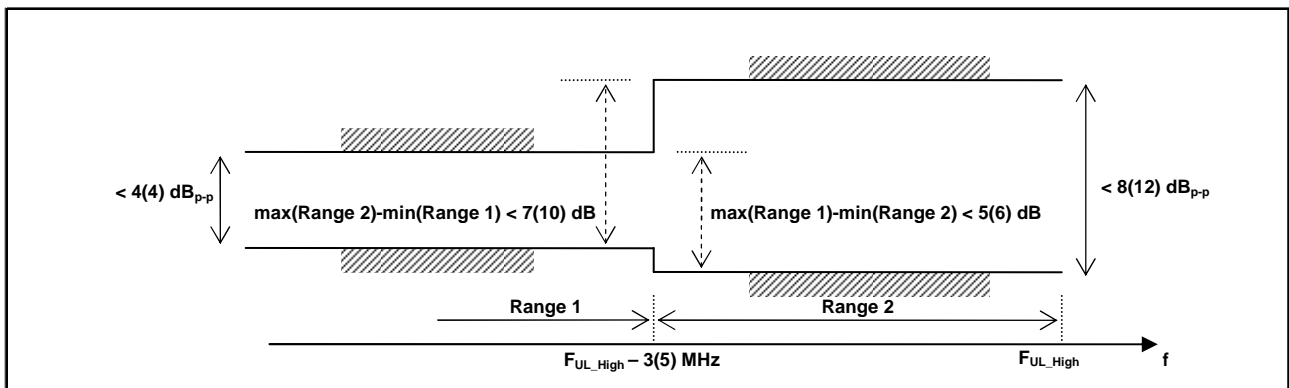 < 4(4) dBp-p
max(Range 2)-min(Range 1) < 7(10) dB
max(Range 1)-min(Range 2) < 5(6) dB
< 8(12) dBp-p
Range 1
Range 2
FUL_High – 3(5) MHz
FUL_High
f